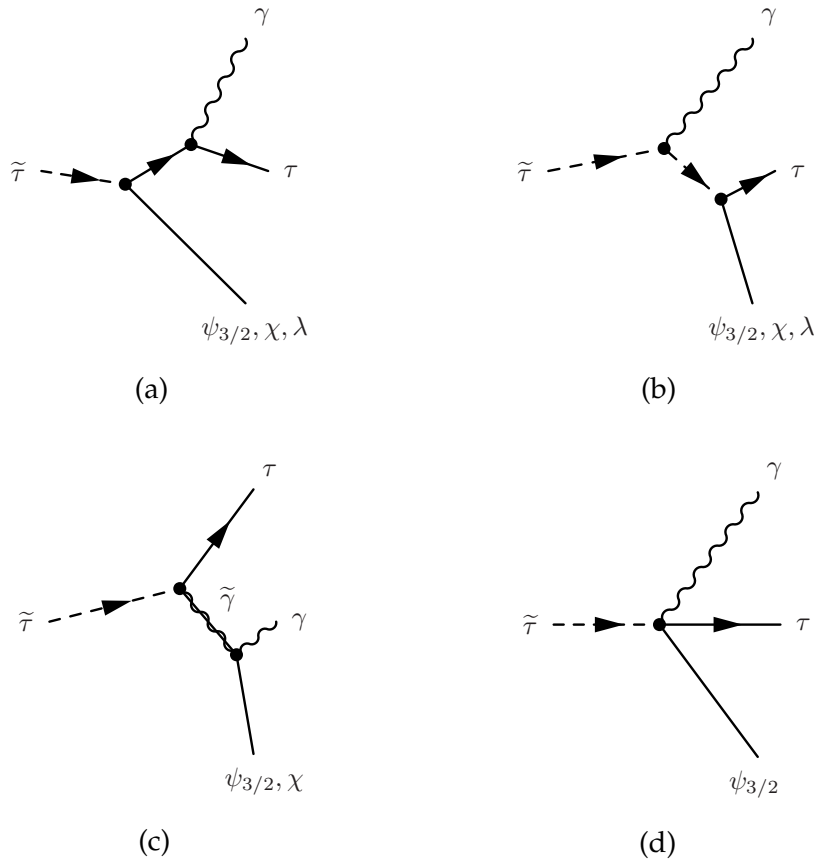 γ γ
τ̃ τ τ̃ τ
ψ3/2, χ, λ ψ3/2, χ, λ
(a) (b)
τ γ
τ̃ γ̃ γ τ̃ τ
ψ3/2, χ ψ3/2
(c) (d)